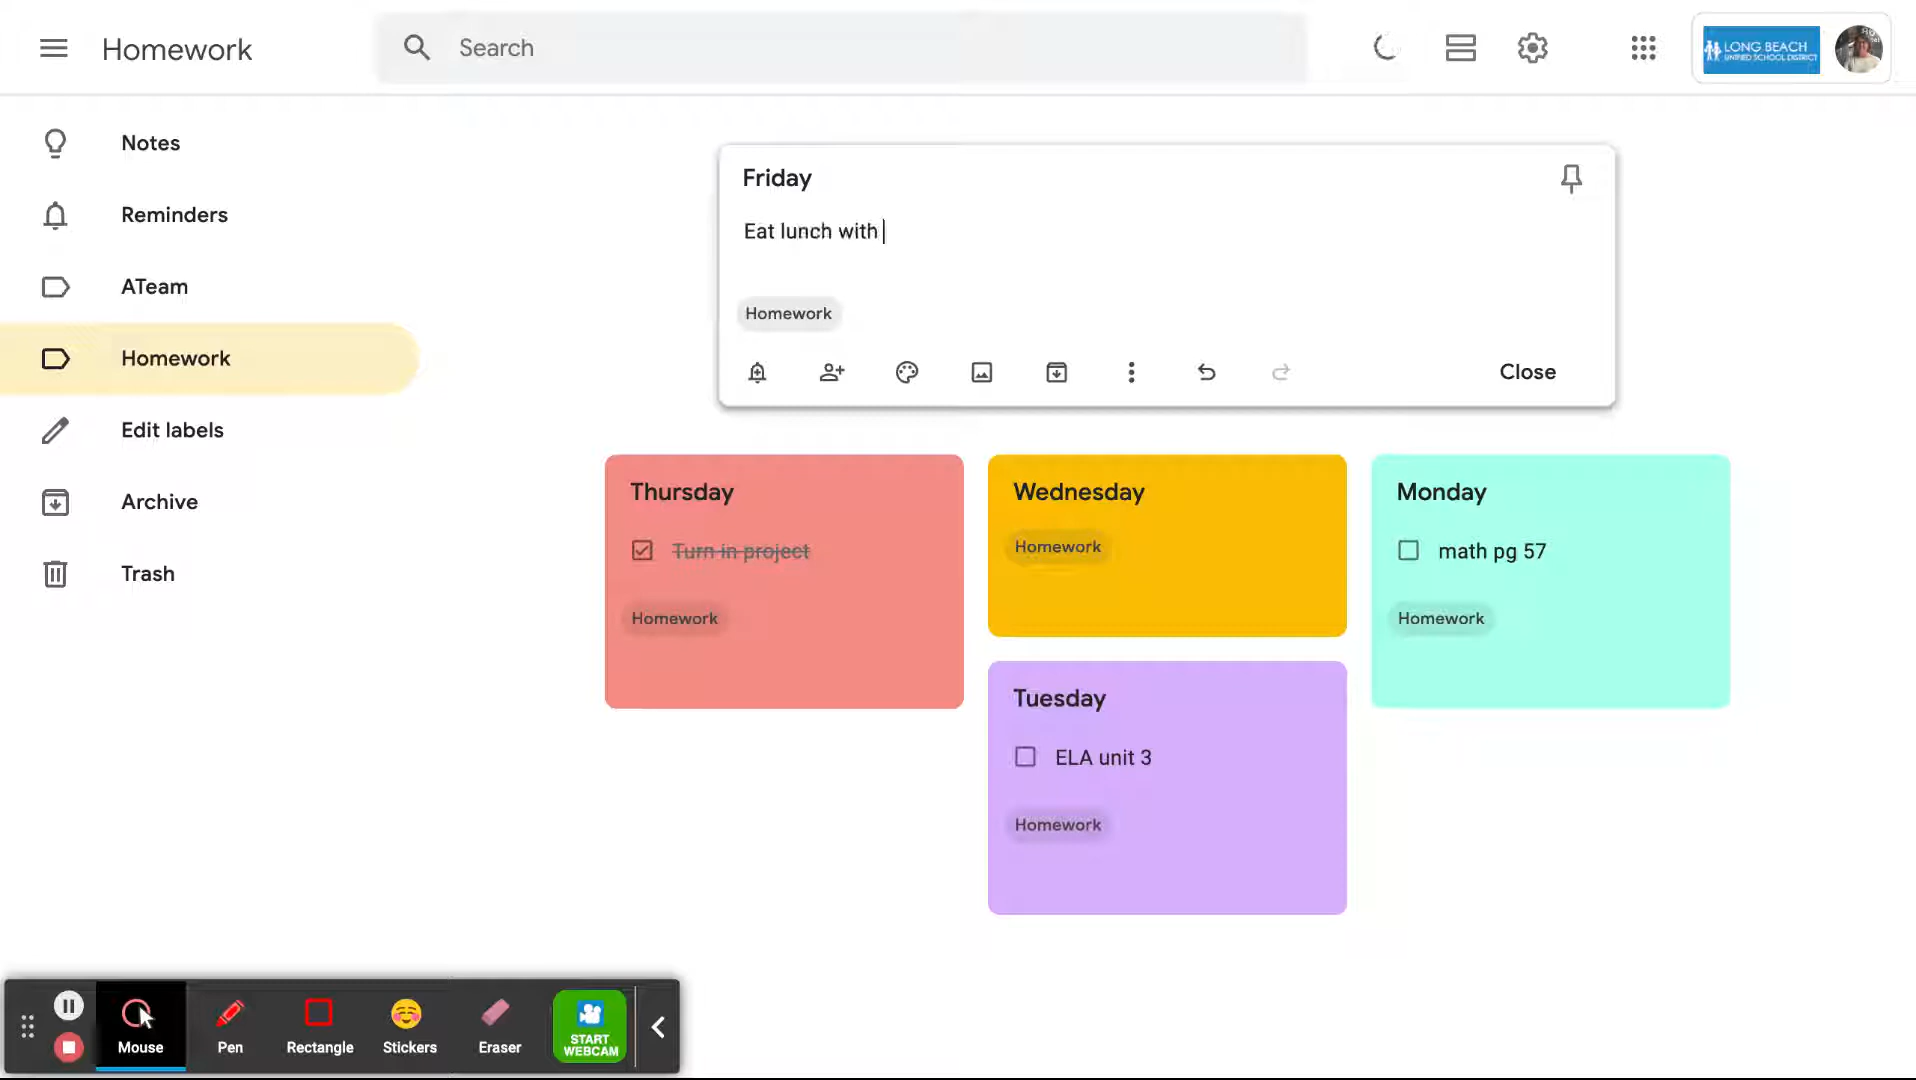 Homework
Search
LONG BEACH
UNIFIED SCHOOL DISTRICT
Notes
Reminders
ATeam
Homework
Edit labels
Archive
Trash
Friday
Eat lunch with
Homework
Close
Thursday
Turn in project
Homework
Wednesday
Homework
Monday
math pg 57
Homework
Tuesday
ELA unit 3
Homework
Mouse
Pen
Rectangle
Stickers
Eraser
START
WEBCAM